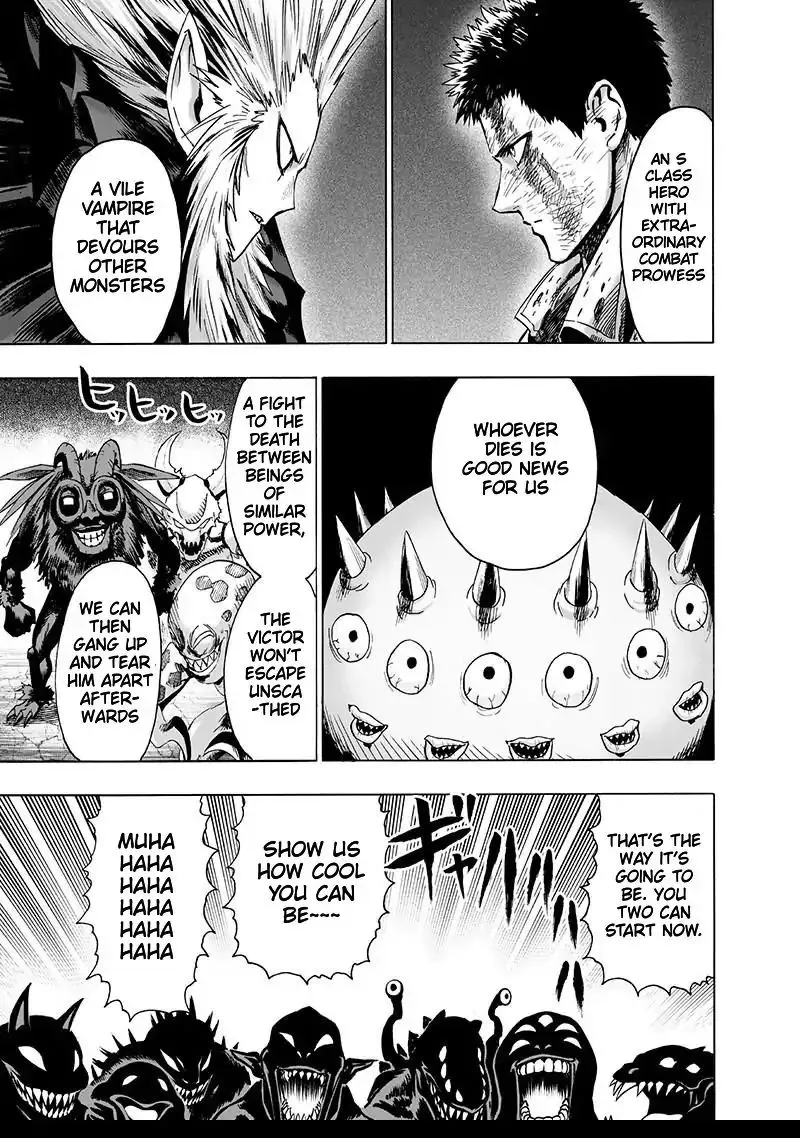 AN S
CLASS
HERO
WITH
EXTRA-
ORDINARY
COMBAT
PROWESS
A VILE
VAMPIRE
THAT
DEVOURS
OTHER
MONSTERS
WHOEVER
DIES IS
GOOD NEWS
FOR US
A FIGHT
TO THE
DEATH
BETWEEN
BEINGS
OF
SIMILAR
POWER,
THE
VICTOR
WON'T
ESCAPE
UNSCA
-THED
ヒッヒッヒッ
WE CAN
THEN
GANG UP
AND TEAR
HIM APART
AFTER-
WARDS
THAT'S THE
WAY IT'S
GOING TO
BE. YOU
TWO CAN
START NOW.
ギャ
SHOW US
HOW COOL
YOU CAN
BE~~~
MUHA
HAHA
HAHA
HAHA
HAHA
HAHA